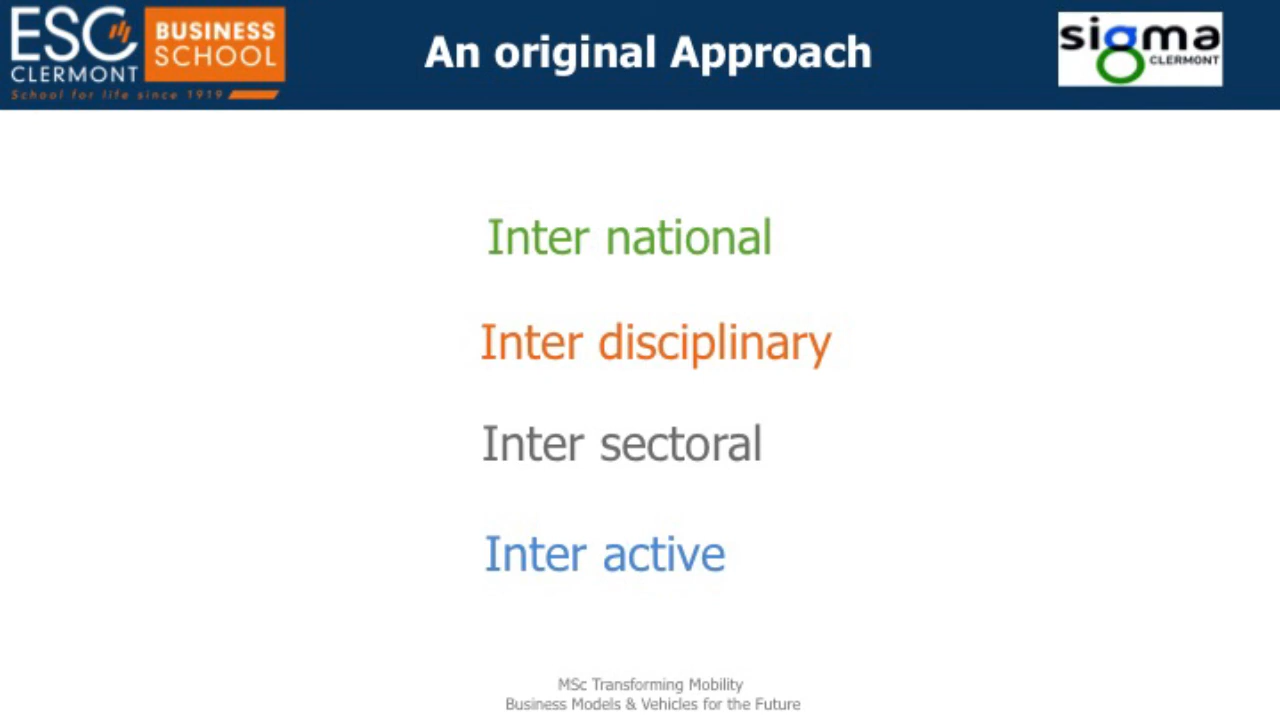 ESC
CLERMONT
BUSINESS
SCHOOL
School for life since 1919
An original Approach
sigma
CLERMONT
Inter national
Inter disciplinary
Inter sectoral
Inter active
MSc Transforming Mobility
Business Models & Vehicles for the Future